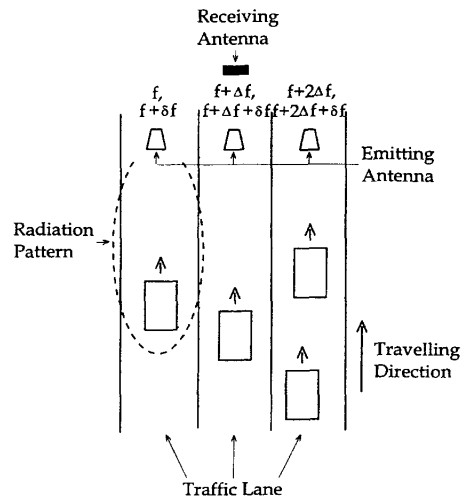 Receiving
Antenna
f,
f + δf
f+Δf,
f+Δf+δf
f+2Δf,
f+2Δf+δf
Emitting
Antenna
Radiation
Pattern
Travelling
Direction
Traffic Lane